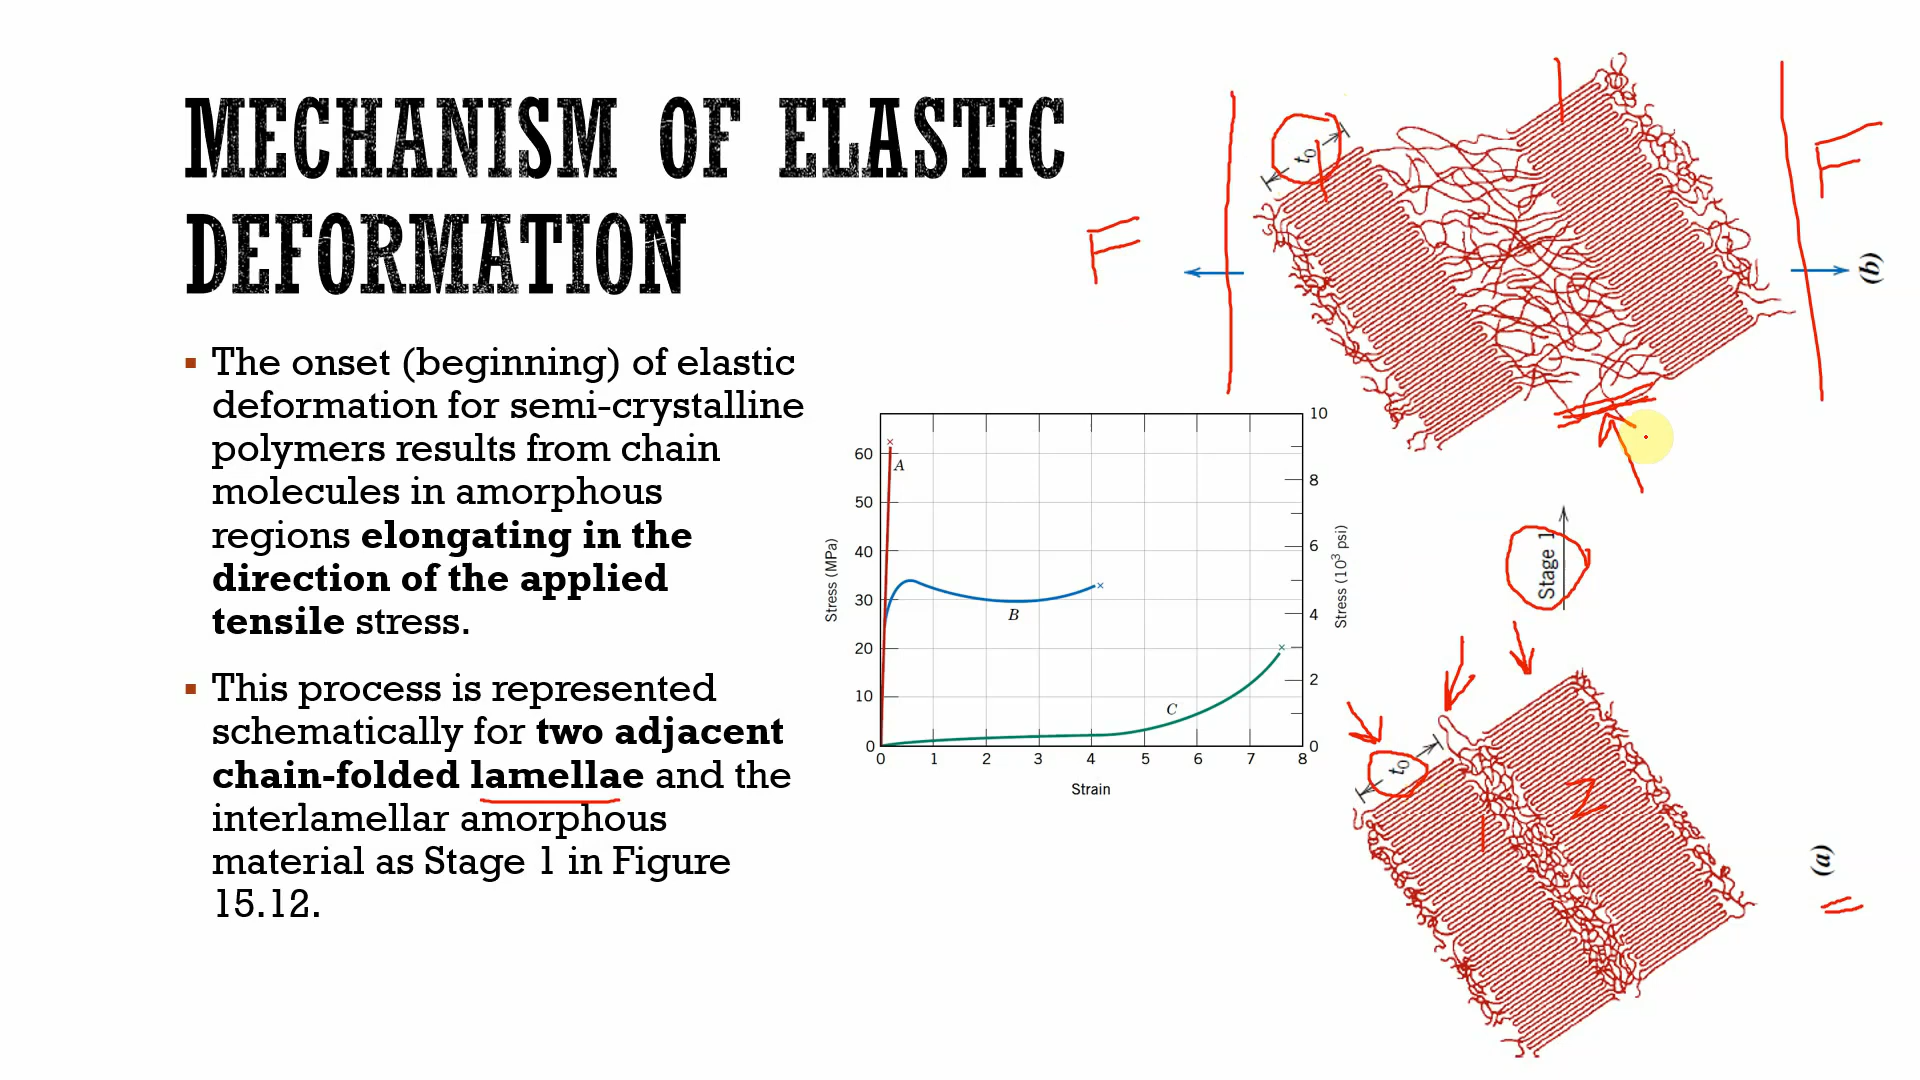 MECHANISM OF ELASTIC
DEFORMATION
▪ The onset (beginning) of elastic
deformation for semi-crystalline
polymers results from chain
molecules in amorphous
regions elongating in the
direction of the applied
tensile stress.
▪ This process is represented
schematically for two adjacent
chain-folded lamellae and the
interlamellar amorphous
material as Stage 1 in Figure
15.12.
Stress (MPa)
60
50
40
30
20
10
0
A
B
C
0 1 2 3 4 5 6 7 8
Strain
10
8
6
4
2
0
Stress (10³ psi)
F
t₀
1
F
(b)
Stage 1
t₀
1
2
(a)